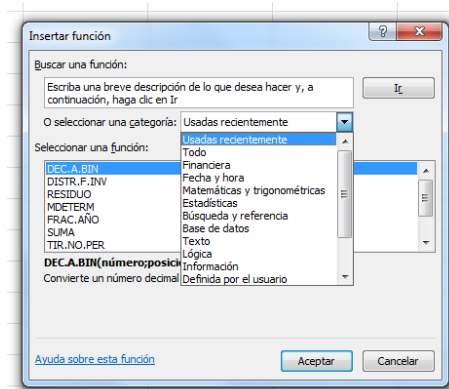 Insertar función
Buscar una función:
Escriba una breve descripción de lo que desea hacer y, a
continuación, haga clic en Ir
Ir
O seleccionar una categoría: Usadas recientemente
Usadas recientemente
Todo
Financiera
Fecha y hora
Matemáticas y trigonométricas
Estadísticas
Búsqueda y referencia
Base de datos
Texto
Lógica
Información
Definida por el usuario
Seleccionar una función:
DEC.A.BIN
DISTR.F.INV
RESIDUO
MDETERM
FRAC.AÑO
SUMA
TIR.NO.PER
DEC.A.BIN(número;posici
Convierte un número decimal
Ayuda sobre esta función
Aceptar
Cancelar